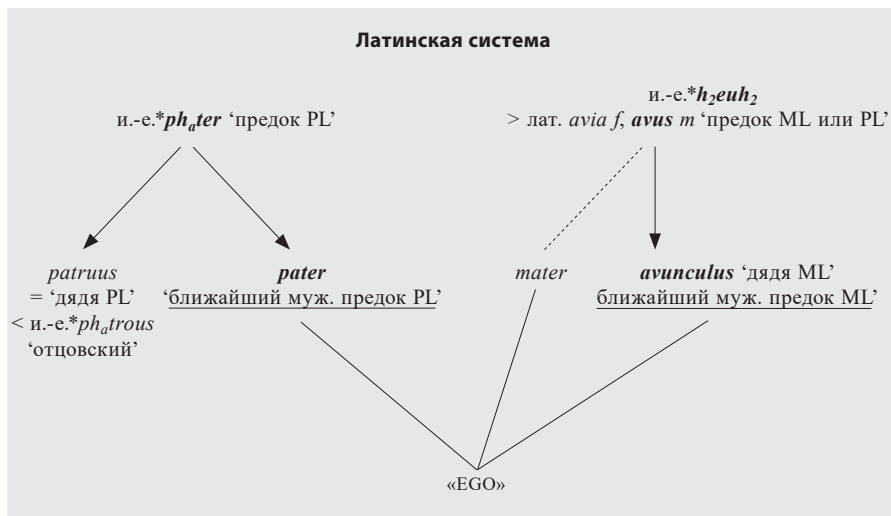 Латинская система
и.-е.*h₂euh₂
и.-е.*phₐter ‘предок PL’
> лат. avia f, avus m ‘предок ML или PL’
patruus
= ‘дядя PL’
< и.-е.*phₐtrous
‘отцовский’
pater
‘ближайший муж. предок PL’
mater
avunculus ‘дядя ML’
ближайший муж. предок ML’
«EGO»